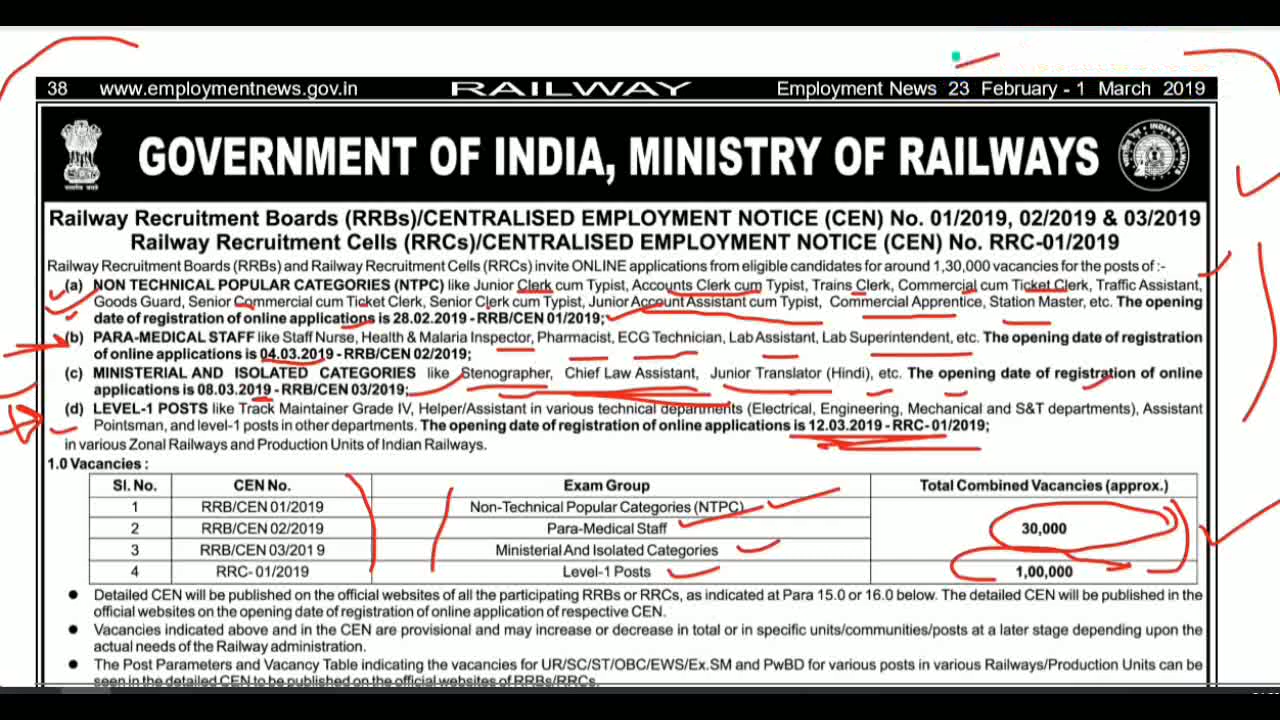 38 www.employmentnews.gov.in RAILWAY Employment News 23 February - 1 March 2019
GOVERNMENT OF INDIA, MINISTRY OF RAILWAYS
Railway Recruitment Boards (RRBs)/CENTRALISED EMPLOYMENT NOTICE (CEN) No. 01/2019, 02/2019 & 03/2019
Railway Recruitment Cells (RRCs)/CENTRALISED EMPLOYMENT NOTICE (CEN) No. RRC-01/2019
Railway Recruitment Boards (RRBs) and Railway Recruitment Cells (RRCs) invite ONLINE applications from eligible candidates for around 1,30,000 vacancies for the posts of :-
(a) NON TECHNICAL POPULAR CATEGORIES (NTPC) like Junior Clerk cum Typist, Accounts Clerk cum Typist, Trains Clerk, Commercial cum Ticket Clerk, Traffic Assistant,
Goods Guard, Senior Commercial cum Ticket Clerk, Senior Clerk cum Typist, Junior Account Assistant cum Typist, Commercial Apprentice, Station Master, etc. The opening
date of registration of online applications is 28.02.2019 - RRB/CEN 01/2019;
(b) PARA-MEDICAL STAFF like Staff Nurse, Health & Malaria Inspector, Pharmacist, ECG Technician, Lab Assistant, Lab Superintendent, etc. The opening date of registration
of online applications is 04.03.2019 - RRB/CEN 02/2019;
(c) MINISTERIAL AND ISOLATED CATEGORIES like Stenographer, Chief Law Assistant, Junior Translator (Hindi), etc. The opening date of registration of online
applications is 08.03.2019 - RRB/CEN 03/2019;
(d) LEVEL-1 POSTS like Track Maintainer Grade IV, Helper/Assistant in various technical departments (Electrical, Engineering, Mechanical and S&T departments), Assistant
Pointsman, and level-1 posts in other departments. The opening date of registration of online applications is 12.03.2019 - RRC- 01/2019;
in various Zonal Railways and Production Units of Indian Railways.
1.0 Vacancies :
Sl. No. CEN No. Exam Group Total Combined Vacancies (approx.)
1 RRB/CEN 01/2019 Non-Technical Popular Categories (NTPC)
2 RRB/CEN 02/2019 Para-Medical Staff 30,000
3 RRB/CEN 03/2019 Ministerial And Isolated Categories
4 RRC- 01/2019 Level-1 Posts 1,00,000
● Detailed CEN will be published on the official websites of all the participating RRBs or RRCs, as indicated at Para 15.0 or 16.0 below. The detailed CEN will be published in the
official websites on the opening date of registration of online application of respective CEN.
● Vacancies indicated above and in the CEN are provisional and may increase or decrease in total or in specific units/communities/posts at a later stage depending upon the
actual needs of the Railway administration.
● The Post Parameters and Vacancy Table indicating the vacancies for UR/SC/ST/OBC/EWS/Ex.SM and PwBD for various posts in various Railways/Production Units can be
seen in the detailed CEN to be published on the official websites of RRBs/RRCs.